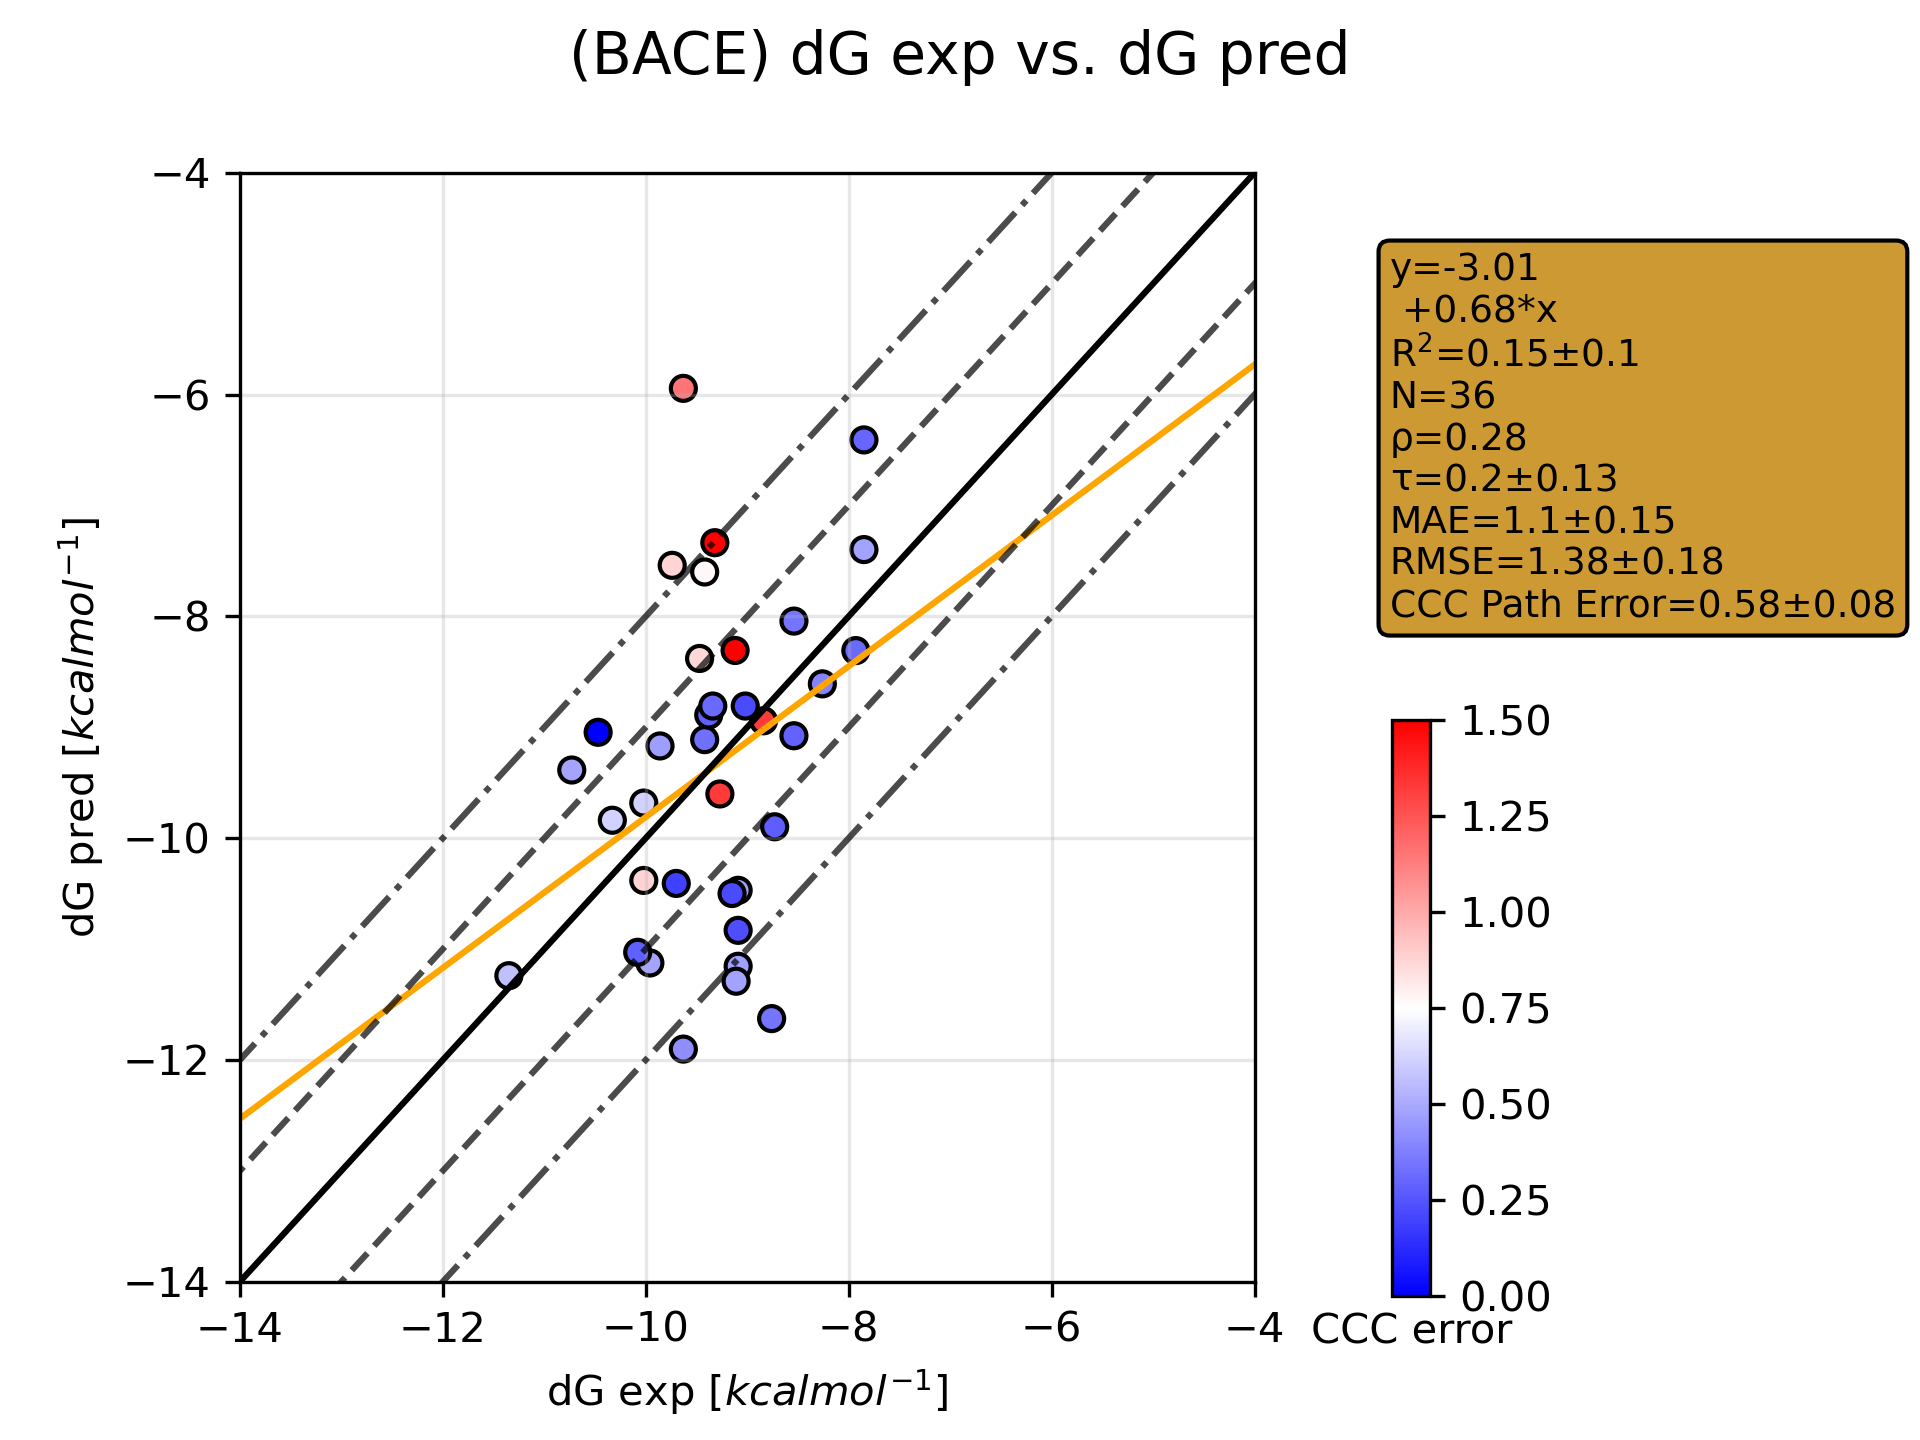 (BACE) dG exp vs. dG pred
−4
−6
−8
−10
−12
−14
dG pred [kcalmol⁻¹]
−14 −12 −10 −8 −6 −4
dG exp [kcalmol⁻¹]
y=-3.01
+0.68*x
R²=0.15±0.1
N=36
ρ=0.28
τ=0.2±0.13
MAE=1.1±0.15
RMSE=1.38±0.18
CCC Path Error=0.58±0.08
1.50
1.25
1.00
0.75
0.50
0.25
0.00
CCC error